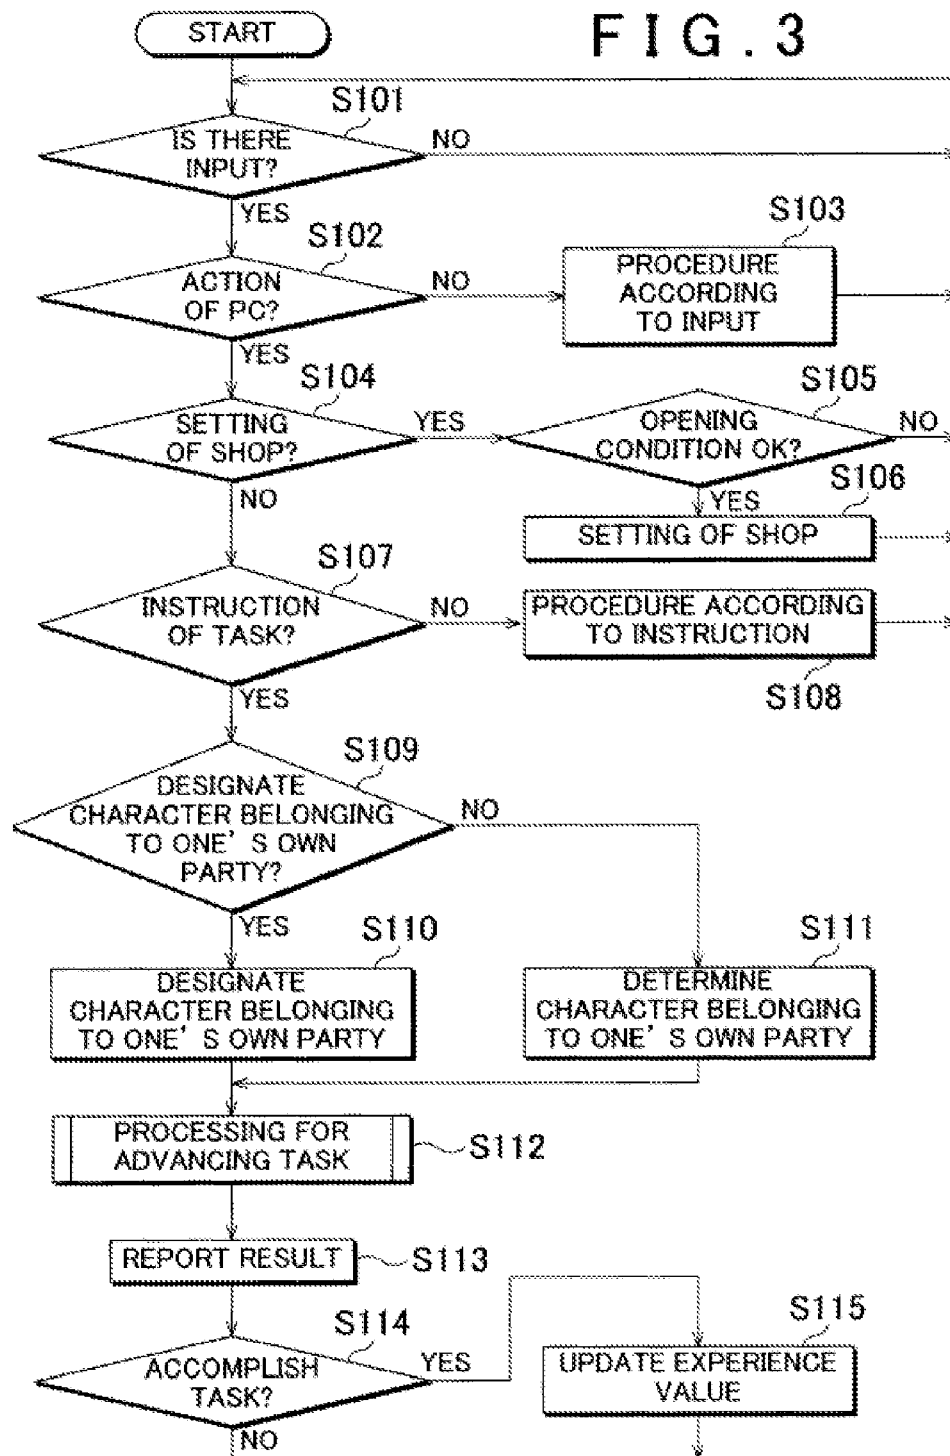 START
FIG.3
S101
IS THERE
INPUT?
NO
YES
S102
ACTION
OF PC?
NO
S103
PROCEDURE
ACCORDING
TO INPUT
YES
S104
SETTING
OF SHOP?
YES
S105
OPENING
CONDITION OK?
NO
YES
S106
SETTING OF SHOP
NO
S107
INSTRUCTION
OF TASK?
NO
PROCEDURE ACCORDING
TO INSTRUCTION
S108
YES
S109
DESIGNATE
CHARACTER BELONGING
TO ONE'S OWN
PARTY?
NO
YES
S110
DESIGNATE
CHARACTER BELONGING
TO ONE'S OWN PARTY
S111
DETERMINE
CHARACTER BELONGING
TO ONE'S OWN PARTY
PROCESSING FOR
ADVANCING TASK
S112
REPORT RESULT
S113
S114
ACCOMPLISH
TASK?
YES
S115
UPDATE EXPERIENCE
VALUE
NO